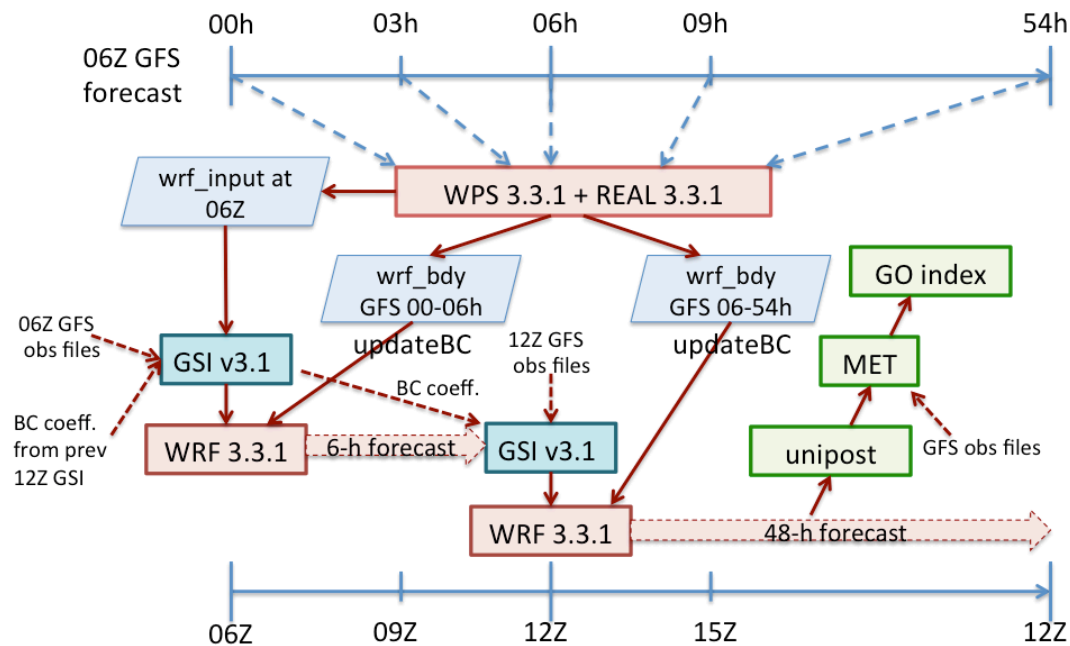 00h 03h 06h 09h 54h
06Z GFS
forecast
wrf_input at
06Z
WPS 3.3.1 + REAL 3.3.1
wrf_bdy
GFS 00-06h
updateBC
wrf_bdy
GFS 06-54h
updateBC
GO index
06Z GFS
obs files
GSI v3.1
12Z GFS
obs files
MET
BC coeff.
BC coeff.
from prev
12Z GSI
WRF 3.3.1
6-h forecast
GSI v3.1
unipost
GFS obs files
WRF 3.3.1
48-h forecast
06Z 09Z 12Z 15Z 12Z